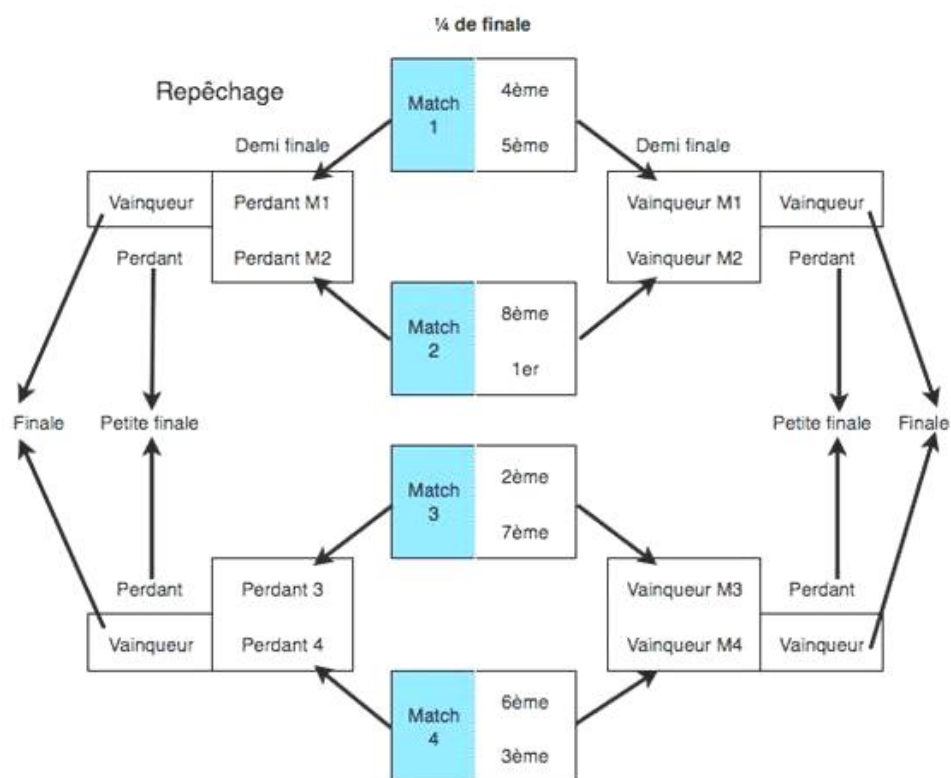 ¼ de finale
Repêchage
Match
1
4ème
5ème
Demi finale
Demi finale
Vainqueur
Perdant M1
Perdant
Perdant M2
Vainqueur M1
Vainqueur
Vainqueur M2
Perdant
Match
2
8ème
1er
Finale
Petite finale
Petite finale
Finale
Match
3
2ème
7ème
Perdant
Perdant 3
Vainqueur
Perdant 4
Vainqueur M3
Perdant
Vainqueur M4
Vainqueur
Match
4
6ème
3ème